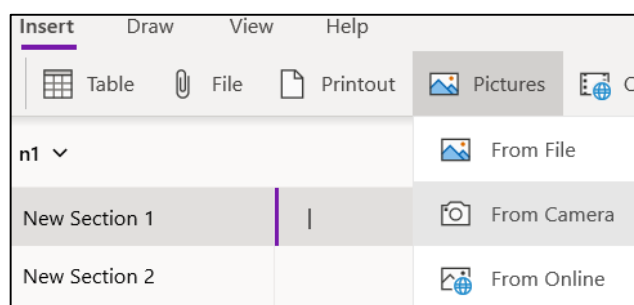 Insert Draw View Help
Table File Printout Pictures
n1
From File
New Section 1
From Camera
New Section 2
From Online